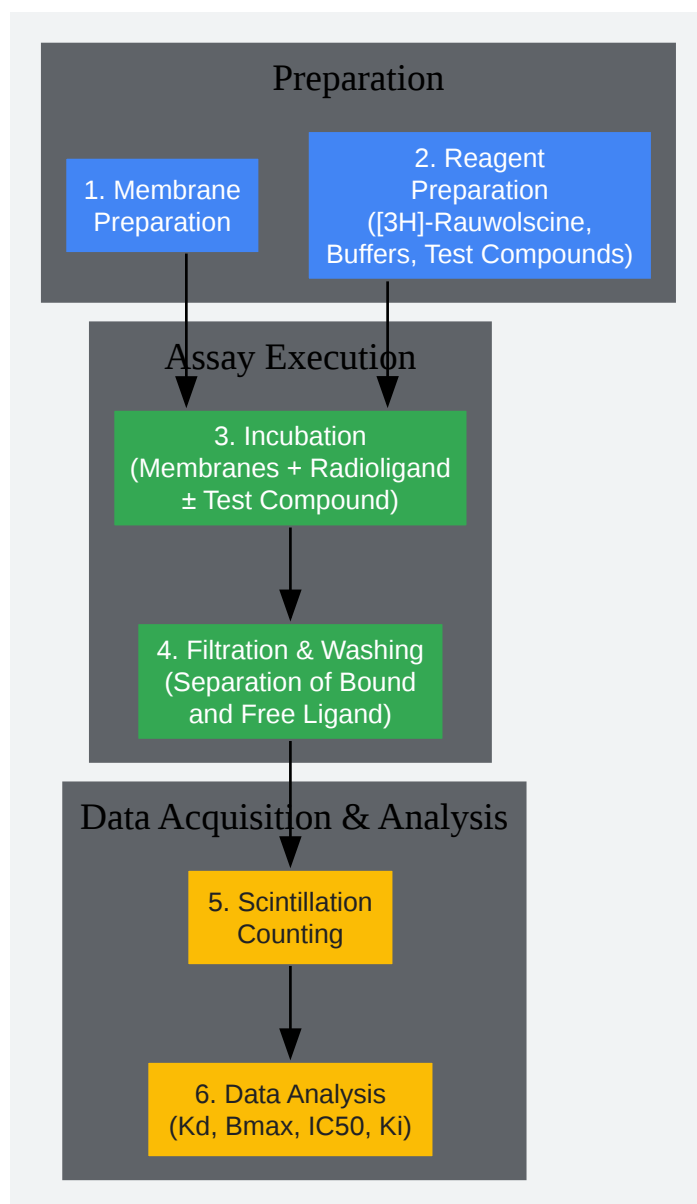 Preparation
1. Membrane
Preparation
2. Reagent
Preparation
([3H]-Rauwolscine,
Buffers, Test Compounds)
Assay Execution
3. Incubation
(Membranes + Radioligand
± Test Compound)
4. Filtration & Washing
(Separation of Bound
and Free Ligand)
Data Acquisition & Analysis
5. Scintillation
Counting
6. Data Analysis
(Kd, Bmax, IC50, Ki)